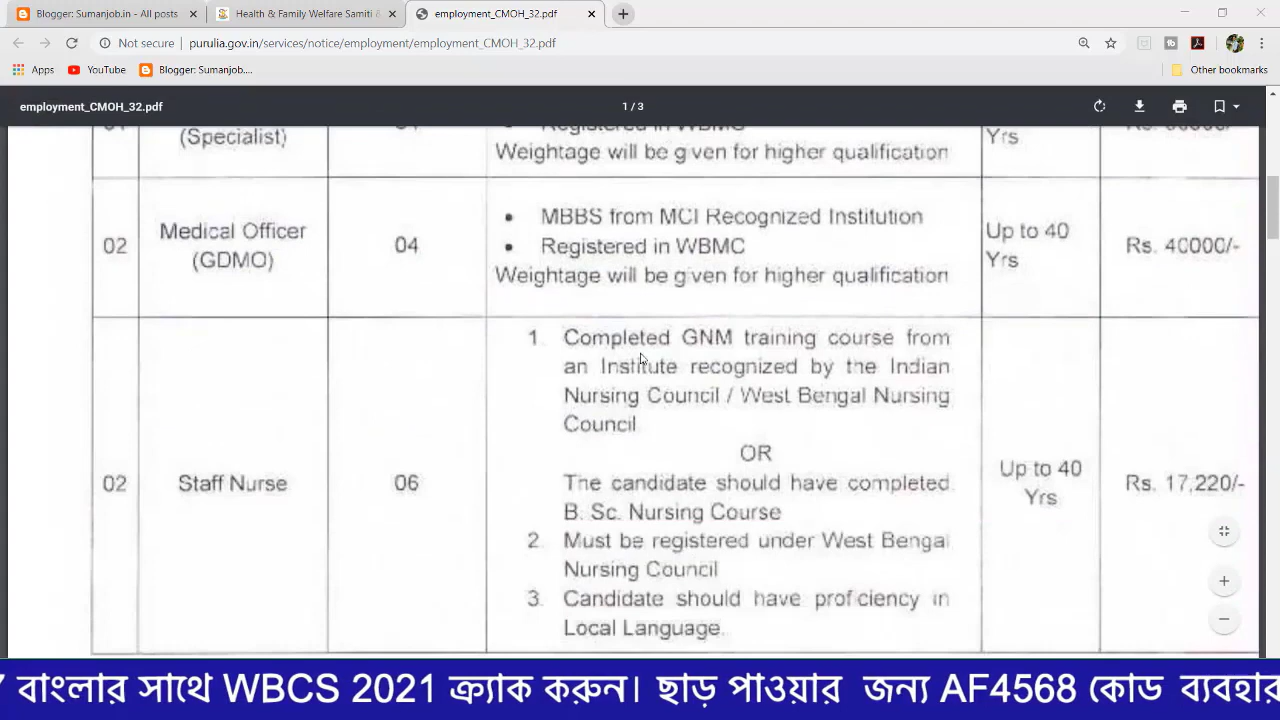 Blogger: Sumanjob.in - All posts
Health & Family Welfare Samiti &
employment_CMOH_32.pdf
Not secure
purulia.gov.in/services/notice/employment/employment_CMOH_32.pdf
Apps
YouTube
Blogger: Sumanjob....
Other bookmarks
employment_CMOH_32.pdf
1 / 3
(Specialist)
Registered in WBMC
Weightage will be given for higher qualification
Yrs
02
Medical Officer
(GDMO)
04
• MBBS from MCI Recognized Institution
• Registered in WBMC
Weightage will be given for higher qualification
Up to 40
Yrs
Rs. 40000/-
02
Staff Nurse
06
1. Completed GNM training course from
an Institute recognized by the Indian
Nursing Council / West Bengal Nursing
Council
OR
The candidate should have completed
B. Sc. Nursing Course
2. Must be registered under West Bengal
Nursing Council
3. Candidate should have proficiency in
Local Language.
Up to 40
Yrs
Rs. 17,220/-
বাংলার সাথে WBCS 2021 ক্র্যাক করুন। ছাড় পাওয়ার জন্য AF4568 কোড ব্যবহার